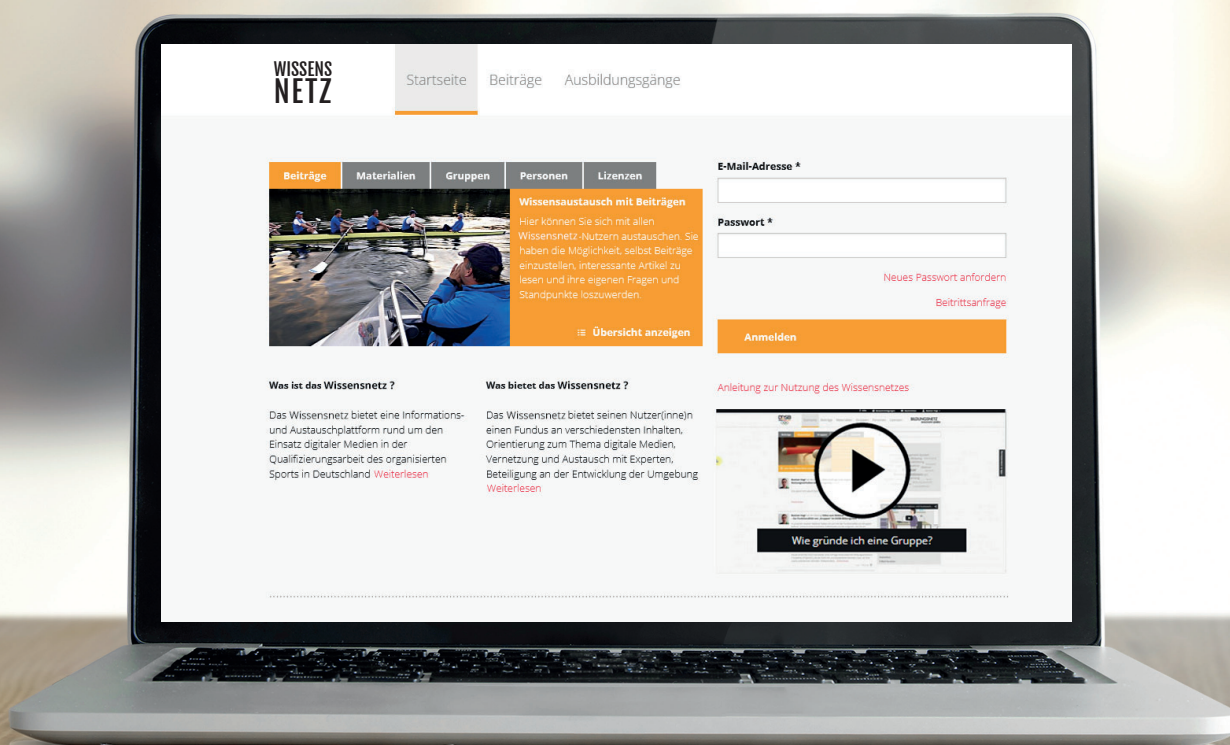 WISSENS
NETZ
Startseite Beiträge Ausbildungsgänge
Beiträge Materialien Gruppen Personen Lizenzen
Wissensaustausch mit Beiträgen
Hier können Sie sich mit allen
Wissensnetz-Nutzern austauschen. Sie
haben die Möglichkeit, selbst Beiträge
einzustellen, interessante Artikel zu
lesen und ihre eigenen Fragen und
Standpunkte loszuwerden.
Übersicht anzeigen
E-Mail-Adresse *
Passwort *
Neues Passwort anfordern
Beitrittsanfrage
Anmelden
Was ist das Wissensnetz ?
Das Wissensnetz bietet eine Informations-
und Austauschplattform rund um den
Einsatz digitaler Medien in der
Qualifizierungsarbeit des organisierten
Sports in Deutschland Weiterlesen
Was bietet das Wissensnetz ?
Das Wissensnetz bietet seinen Nutzer(inne)n
einen Fundus an verschiedensten Inhalten,
Orientierung zum Thema digitale Medien,
Vernetzung und Austausch mit Experten,
Beteiligung an der Entwicklung der Umgebung
Weiterlesen
Anleitung zur Nutzung des Wissensnetzes
Wie gründe ich eine Gruppe?